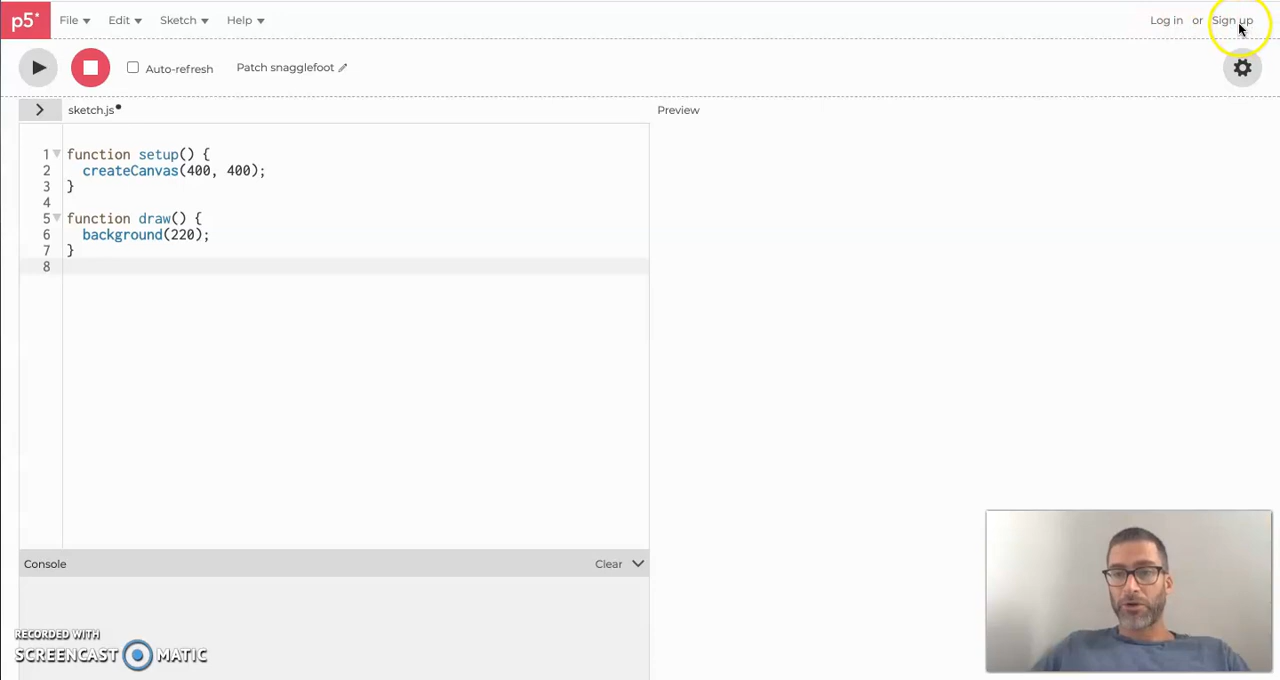 p5* File Edit Sketch Help Log in or Sign up
Auto-refresh Patch snagglefoot
> sketch.js Preview
1 function setup() {
2 createCanvas(400, 400);
3 }
4
5 function draw() {
6 background(220);
7 }
8
Console Clear
RECORDED WITH
SCREENCAST MATIC